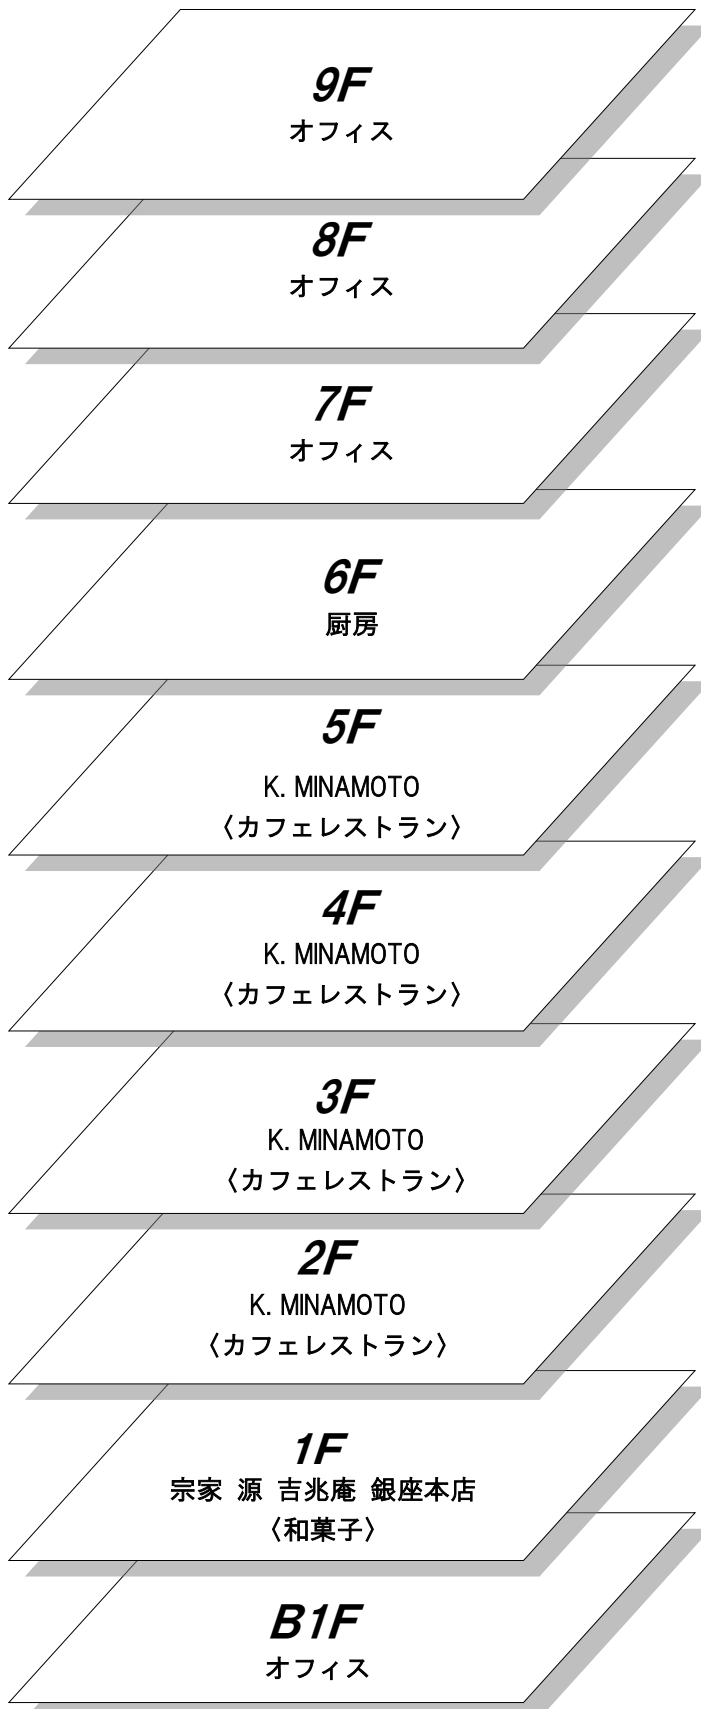 9F
オフィス
8F
オフィス
7F
オフィス
6F
厨房
5F
K. MINAMOTO
〈カフェレストラン〉
4F
K. MINAMOTO
〈カフェレストラン〉
3F
K. MINAMOTO
〈カフェレストラン〉
2F
K. MINAMOTO
〈カフェレストラン〉
1F
宗家 源 吉兆庵 銀座本店
〈和菓子〉
B1F
オフィス